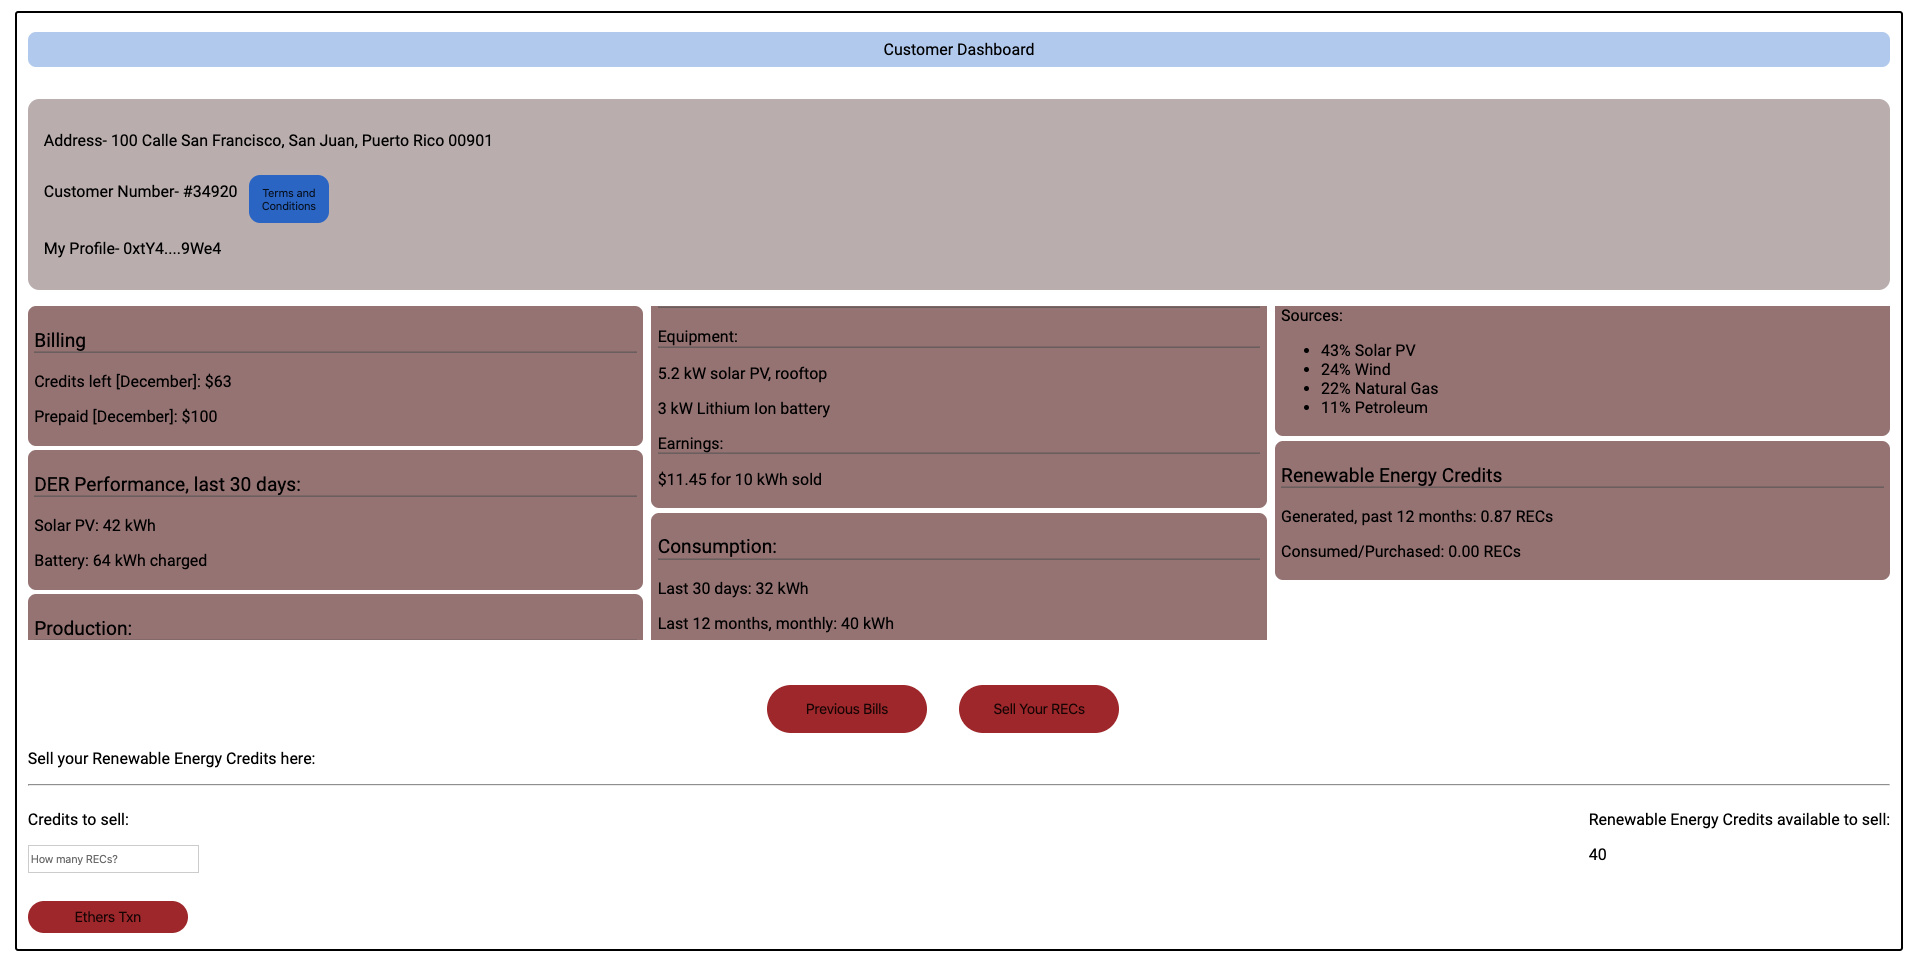 Customer Dashboard
Address- 100 Calle San Francisco, San Juan, Puerto Rico 00901
Customer Number- #34920
Terms and
Conditions
My Profile- 0xtY4....9We4
Billing
Credits left [December]: $63
Prepaid [December]: $100
DER Performance, last 30 days:
Solar PV: 42 kWh
Battery: 64 kWh charged
Production:
Equipment:
5.2 kW solar PV, rooftop
3 kW Lithium Ion battery
Earnings:
$11.45 for 10 kWh sold
Consumption:
Last 30 days: 32 kWh
Last 12 months, monthly: 40 kWh
Sources:
• 43% Solar PV
• 24% Wind
• 22% Natural Gas
• 11% Petroleum
Renewable Energy Credits
Generated, past 12 months: 0.87 RECs
Consumed/Purchased: 0.00 RECs
Previous Bills
Sell Your RECs
Sell your Renewable Energy Credits here:
Credits to sell:
How many RECs?
Ethers Txn
Renewable Energy Credits available to sell:
40